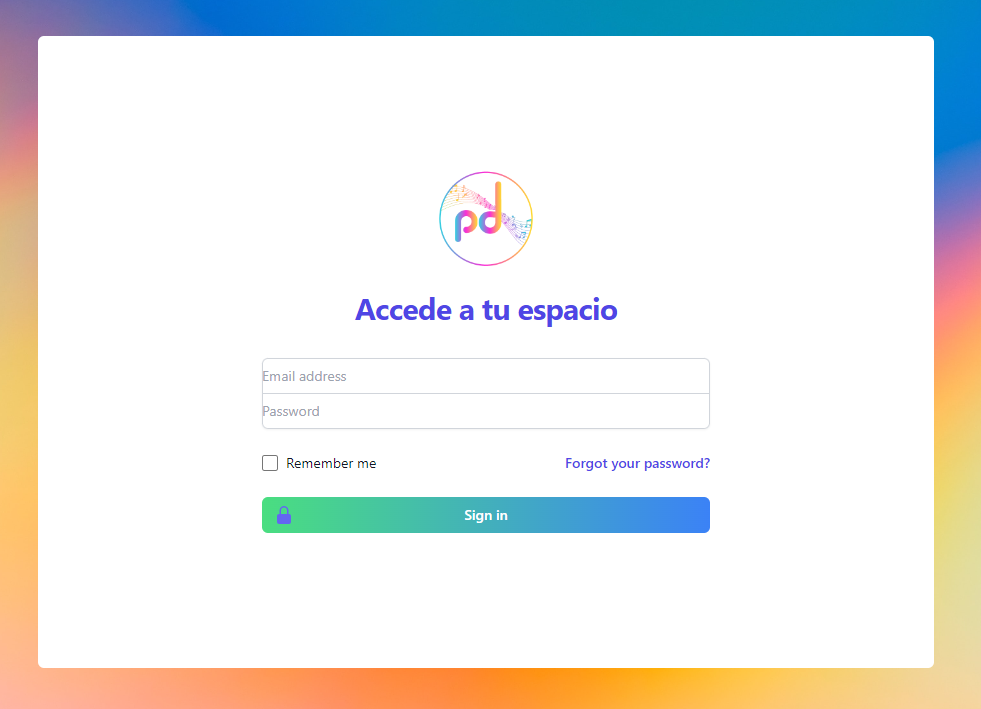 pd
Accede a tu espacio
Email address
Password
Remember me
Forgot your password?
Sign in